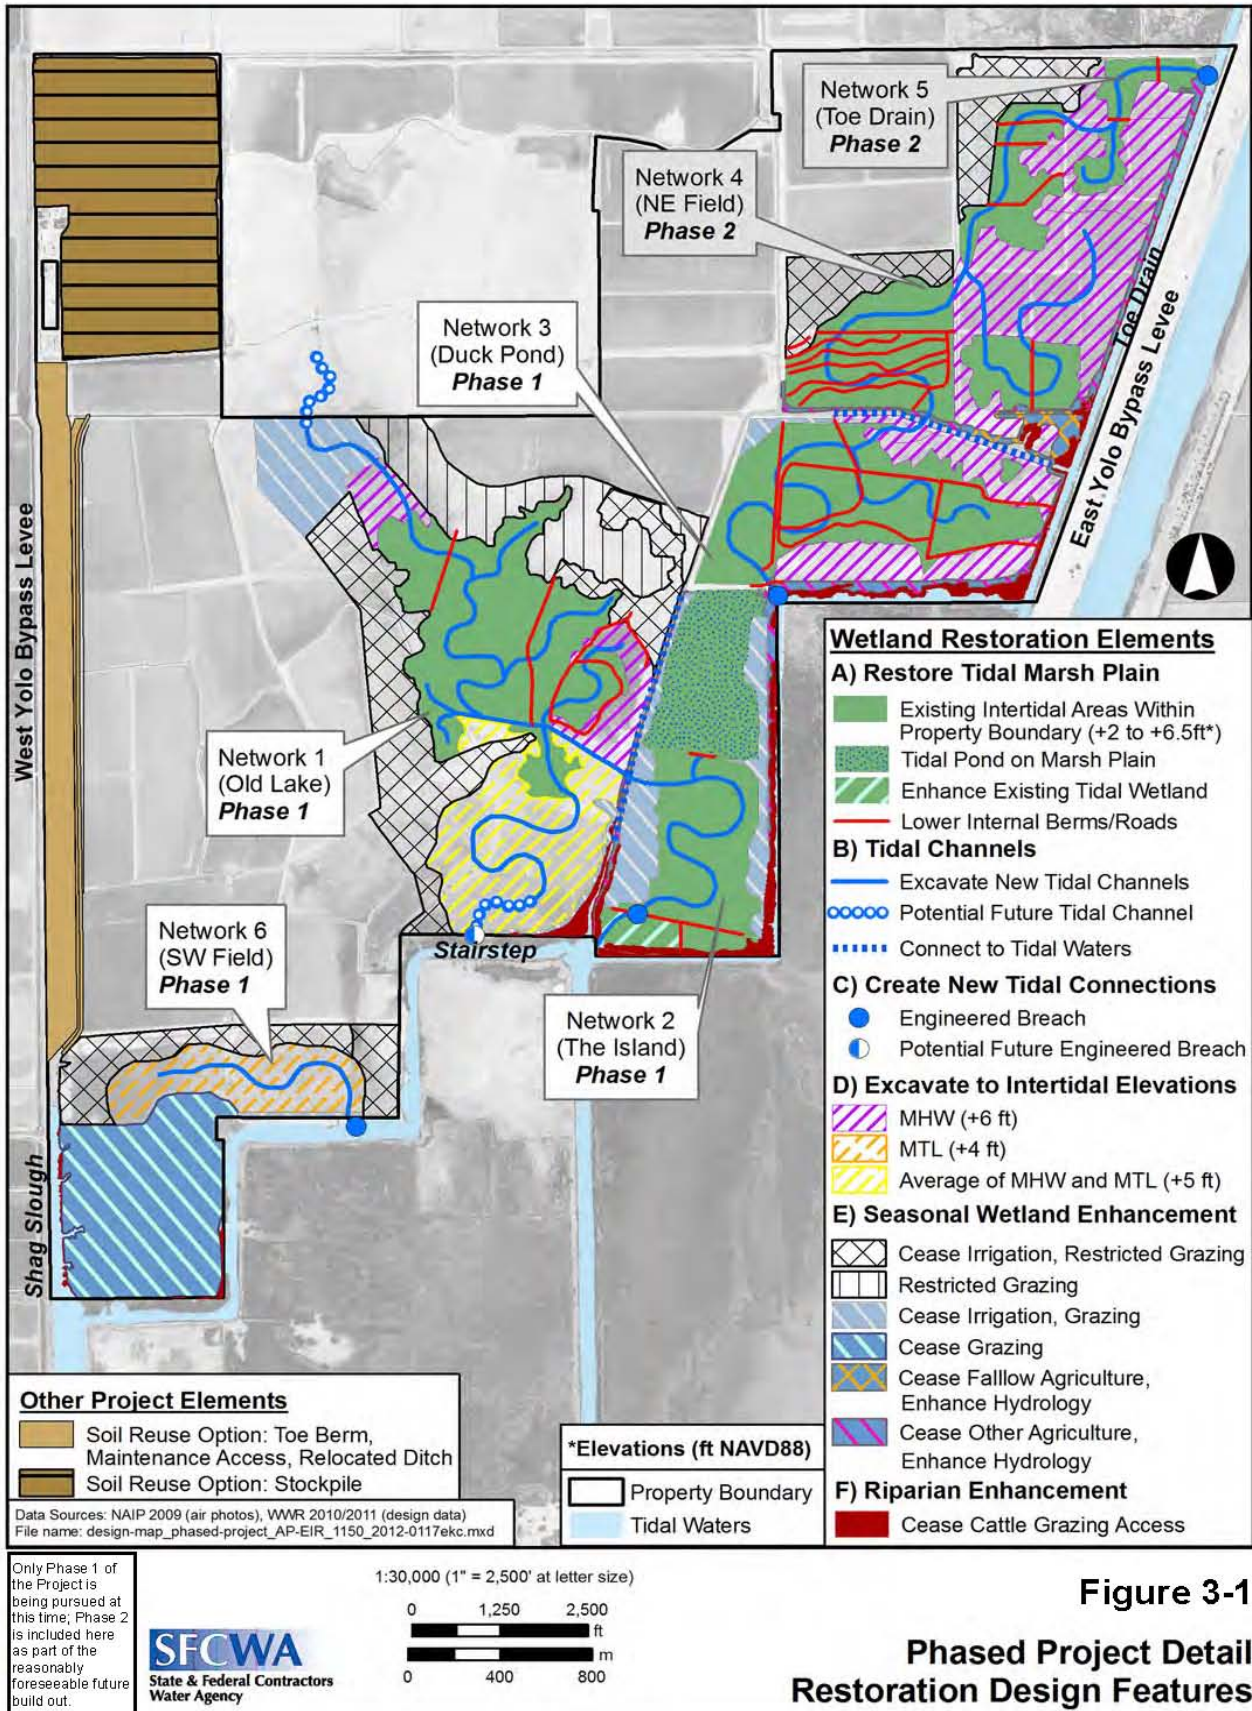 Network 5
(Toe Drain)
Phase 2
Network 4
(NE Field)
Phase 2
Network 3
(Duck Pond)
Phase 1
Toe Drain
East Yolo Bypass Levee
West Yolo Bypass Levee
Network 1
(Old Lake)
Phase 1
Network 6
(SW Field)
Phase 1
Stairstep
Network 2
(The Island)
Phase 1
Shag Slough
Wetland Restoration Elements
A) Restore Tidal Marsh Plain
Existing Intertidal Areas Within
Property Boundary (+2 to +6.5ft*)
Tidal Pond on Marsh Plain
Enhance Existing Tidal Wetland
Lower Internal Berms/Roads
B) Tidal Channels
Excavate New Tidal Channels
Potential Future Tidal Channel
Connect to Tidal Waters
C) Create New Tidal Connections
Engineered Breach
Potential Future Engineered Breach
D) Excavate to Intertidal Elevations
MHW (+6 ft)
MTL (+4 ft)
Average of MHW and MTL (+5 ft)
E) Seasonal Wetland Enhancement
Cease Irrigation, Restricted Grazing
Restricted Grazing
Cease Irrigation, Grazing
Cease Grazing
Cease Falllow Agriculture,
Enhance Hydrology
Cease Other Agriculture,
Enhance Hydrology
F) Riparian Enhancement
Cease Cattle Grazing Access
Other Project Elements
Soil Reuse Option: Toe Berm,
Maintenance Access, Relocated Ditch
Soil Reuse Option: Stockpile
Data Sources: NAIP 2009 (air photos), WWR 2010/2011 (design data)
File name: design-map_phased-project_AP-EIR_1150_2012-0117ekc.mxd
*Elevations (ft NAVD88)
Property Boundary
Tidal Waters
Only Phase 1 of
the Project is
being pursued at
this time; Phase 2
is included here
as part of the
reasonably
foreseeable future
build out.
SFCWA
State & Federal Contractors
Water Agency
1:30,000 (1" = 2,500' at letter size)
0 1,250 2,500
ft
m
0 400 800
Figure 3-1
Phased Project Detail
Restoration Design Features